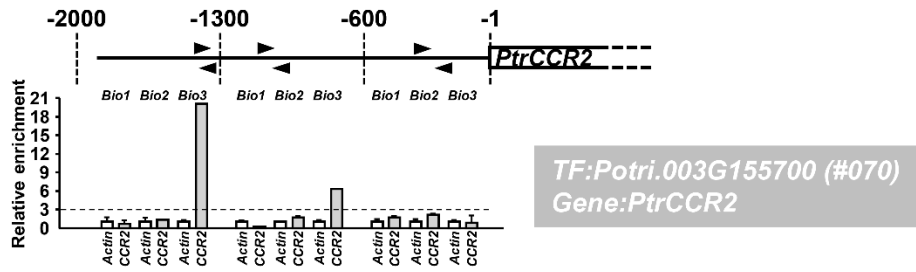 -2000 -1300 -600 -1
PtrCCR2
Bio1 Bio2 Bio3 Bio1 Bio2 Bio3 Bio1 Bio2 Bio3
Relative enrichment
21
18
15
12
9
6
3
0
Actin CCR2 Actin CCR2 Actin CCR2 Actin CCR2 Actin CCR2 Actin CCR2 Actin CCR2 Actin CCR2 Actin CCR2
TF:Potri.003G155700 (#070)
Gene:PtrCCR2